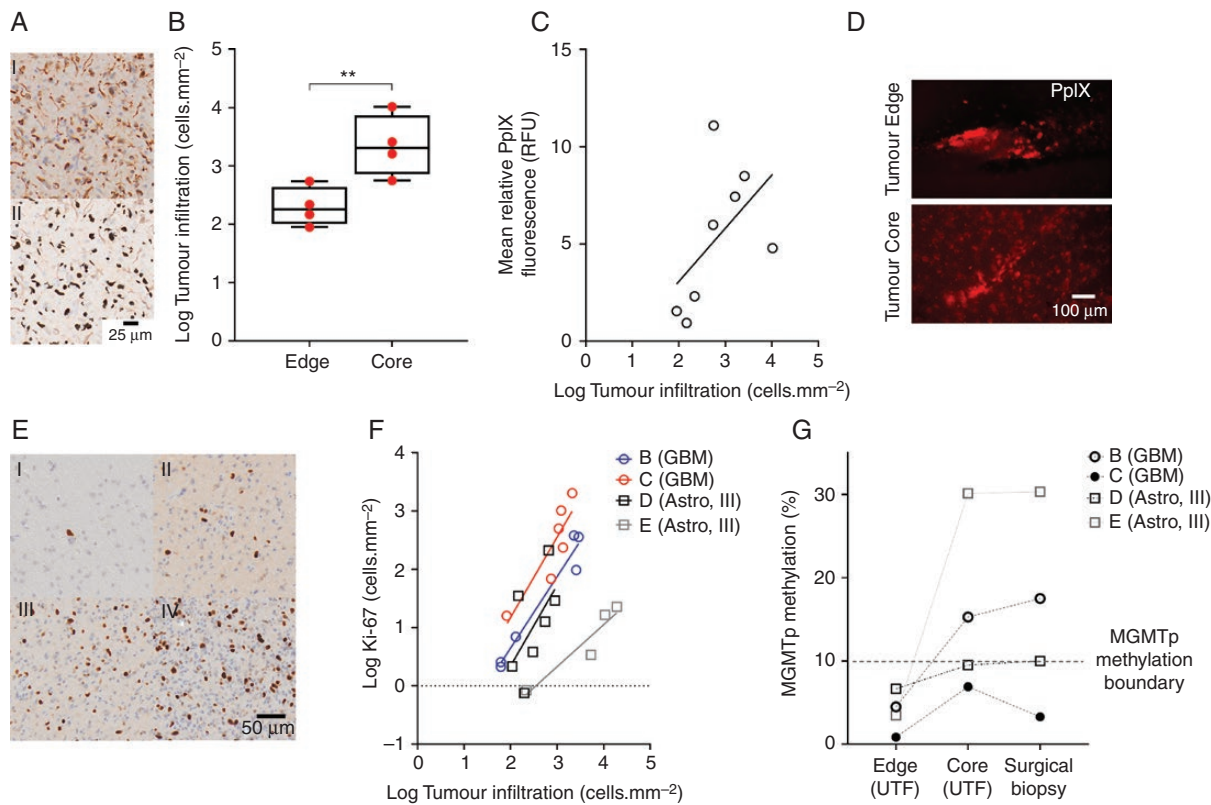 A
I
II
25 µm
B
Log Tumour infiltration (cells.mm−2)
5
4
3
2
1
0
**
Edge
Core
C
Mean relative PpIX
fluorescence (RFU)
15
10
5
0
0
1
2
3
4
5
Log Tumour infiltration (cells.mm−2)
D
Tumour Edge
PpIX
Tumour Core
100 µm
E
I
II
III
IV
50 µm
F
Log Ki-67 (cells.mm−2)
4
3
2
1
0
−1
0
1
2
3
4
5
Log Tumour infiltration (cells.mm−2)
B (GBM)
C (GBM)
D (Astro, III)
E (Astro, III)
G
MGMTp methylation (%)
30
20
10
0
Edge
(UTF)
Core
(UTF)
Surgical
biopsy
B (GBM)
C (GBM)
D (Astro, III)
E (Astro, III)
MGMTp
methylation
boundary